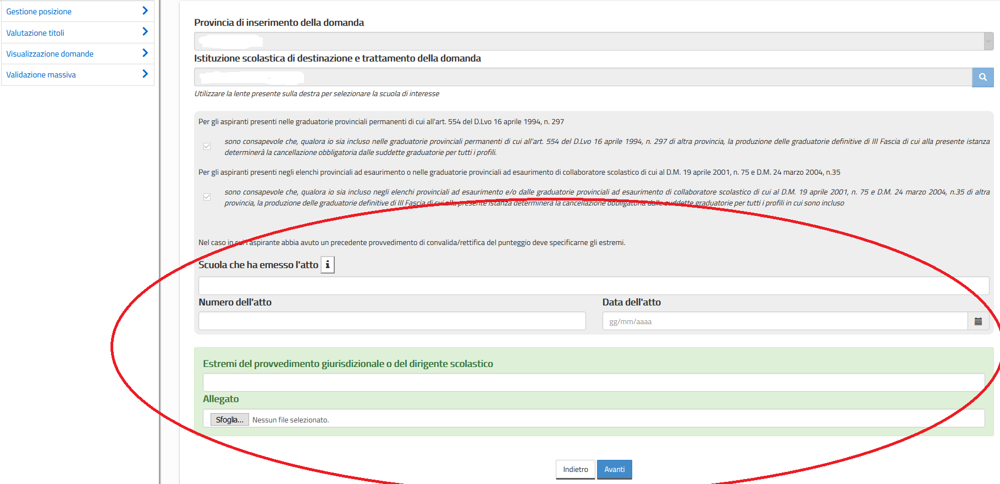 Gestione posizione
Valutazione titoli
Visualizzazione domande
Validazione massiva
Provincia di inserimento della domanda
Istituzione scolastica di destinazione e trattamento della domanda
Utilizzare la lente presente sulla destra per selezionare la scuola di interesse
Per gli aspiranti presenti nelle graduatorie provinciali permanenti di cui all'art. 554 del D.Lvo 16 aprile 1994, n. 297
sono consapevole che, qualora io sia incluso nelle graduatorie provinciali permanenti di cui all'art. 554 del D.Lvo 16 aprile 1994, n. 297 di altra provincia, la produzione delle graduatorie definitive di III Fascia di cui alla presente istanza
determinerà la cancellazione obbligatoria dalle suddette graduatorie per tutti i profili.
Per gli aspiranti presenti negli elenchi provinciali ad esaurimento o nelle graduatorie provinciali ad esaurimento di collaboratore scolastico di cui al D.M. 19 aprile 2001, n. 75 e D.M. 24 marzo 2004, n.35
sono consapevole che, qualora io sia incluso negli elenchi provinciali ad esaurimento e/o dalle graduatorie provinciali ad esaurimento di collaboratore scolastico di cui al D.M. 19 aprile 2001, n. 75 e D.M. 24 marzo 2004, n.35 di altra
provincia, la produzione delle graduatorie definitive di III Fascia di cui alla presente istanza determinerà la cancellazione obbligatoria dalle suddette graduatorie per tutti i profili in cui sono incluso
Nel caso in cui l'aspirante abbia avuto un precedente provvedimento di convalida/rettifica del punteggio deve specificarne gli estremi.
Scuola che ha emesso l'atto i
Numero dell'atto
Data dell'atto
gg/mm/aaaa
Estremi del provvedimento giurisdizionale o del dirigente scolastico
Allegato
Sfoglia... Nessun file selezionato.
Indietro Avanti